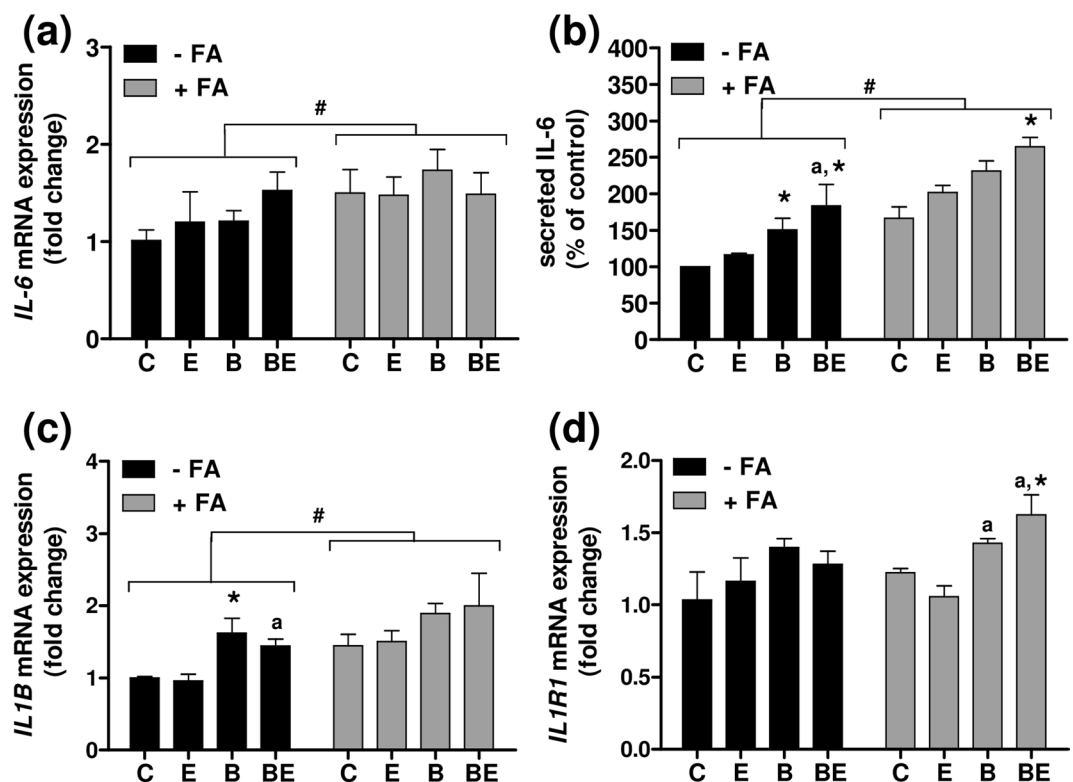 (a)
IL-6 mRNA expression
(fold change)
3
2
1
0
- FA
+ FA
#
C E B BE C E B BE
(b)
secreted IL-6
(% of control)
400
350
300
250
200
150
100
50
0
- FA
+ FA
#
*
a, *
*
C E B BE C E B BE
(c)
IL1B mRNA expression
(fold change)
4
3
2
1
0
- FA
+ FA
#
*
a
C E B BE C E B BE
(d)
IL1R1 mRNA expression
(fold change)
2.0
1.5
1.0
0.5
0.0
- FA
+ FA
a, *
a
C E B BE C E B BE